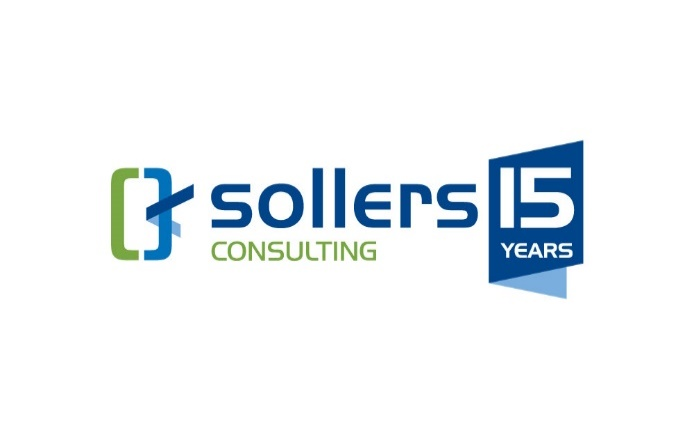 sollers
CONSULTING
15
YEARS